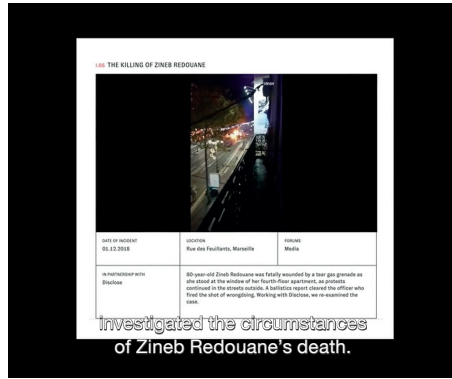 1.66 THE KILLING OF ZINEB REDOUANE
DATE OF INCIDENT
01.12.2018
LOCATION
Rue des Feuillants, Marseille
FORUMS
Media
IN PARTNERSHIP WITH
Disclose
80-year-old Zineb Redouane was fatally wounded by a tear gas grenade as
she stood at the window of her fourth-floor apartment, as protests
continued in the streets outside. A ballistics report cleared the officer who
fired the shot of wrongdoing. Working with Disclose, we re-examined the
case.
investigated the circumstances
of Zineb Redouane's death.